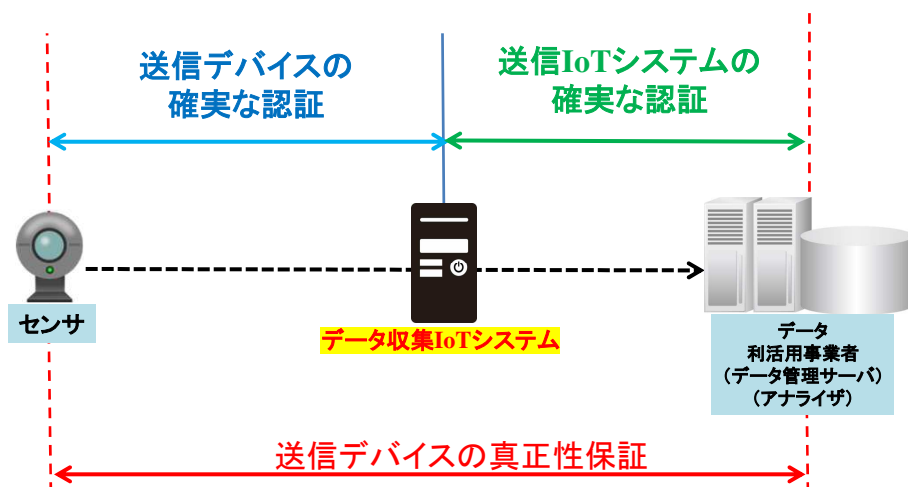 送信デバイスの
確実な認証
送信IoTシステムの
確実な認証
センサ
データ収集IoTシステム
データ
利活用事業者
（データ管理サーバ）
（アナライザ）
送信デバイスの真正性保証